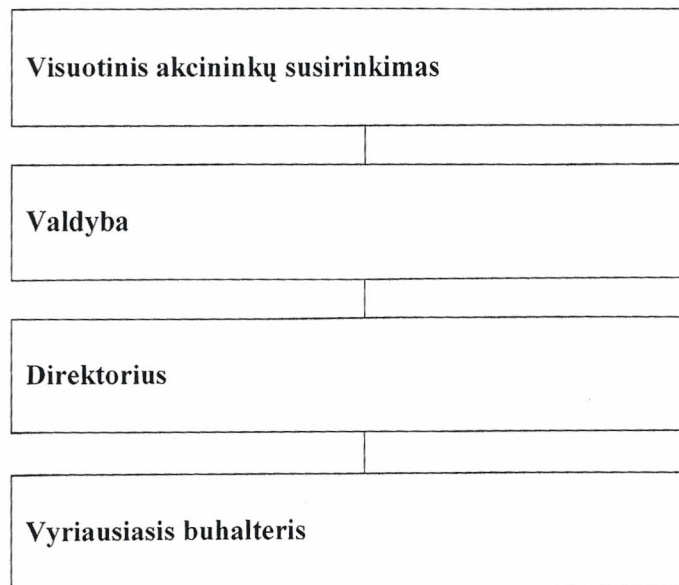 Visuotinis akcininkų susirinkimas
Valdyba
Direktorius
Vyriausiasis buhalteris